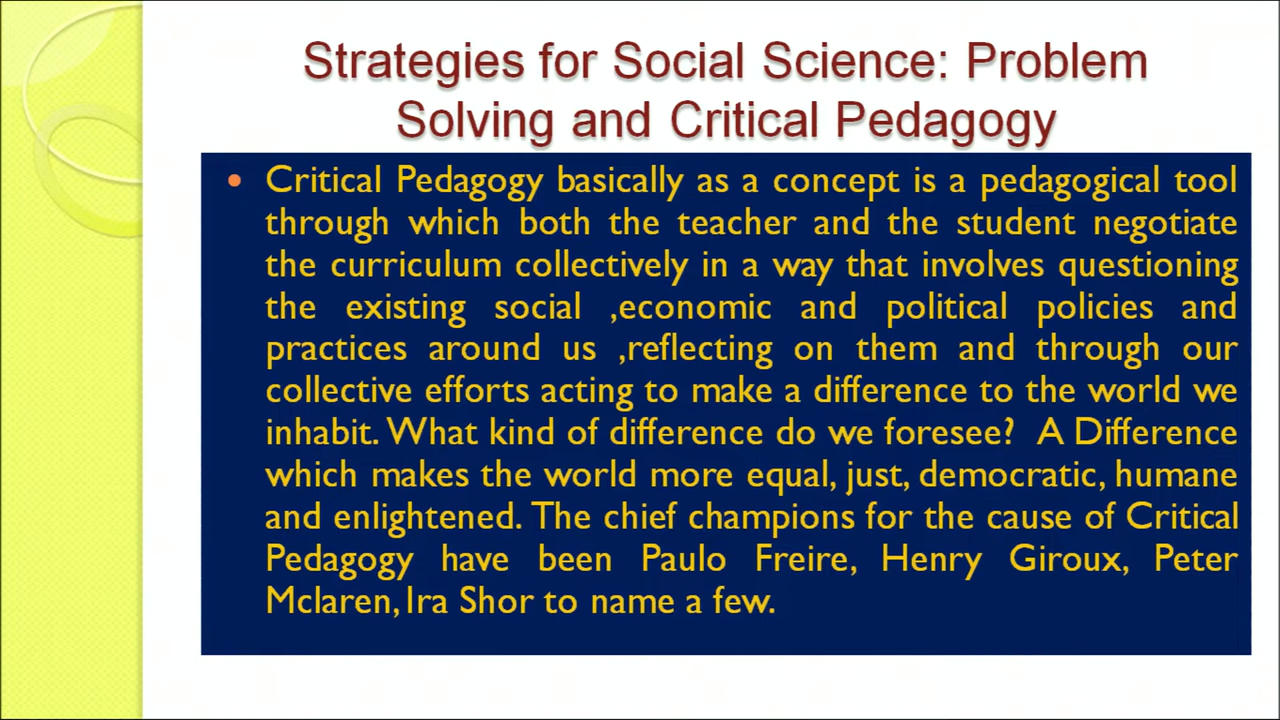 Strategies for Social Science: Problem
Solving and Critical Pedagogy
• Critical Pedagogy basically as a concept is a pedagogical tool
through which both the teacher and the student negotiate
the curriculum collectively in a way that involves questioning
the existing social ,economic and political policies and
practices around us ,reflecting on them and through our
collective efforts acting to make a difference to the world we
inhabit. What kind of difference do we foresee? A Difference
which makes the world more equal, just, democratic, humane
and enlightened. The chief champions for the cause of Critical
Pedagogy have been Paulo Freire, Henry Giroux, Peter
Mclaren, Ira Shor to name a few.